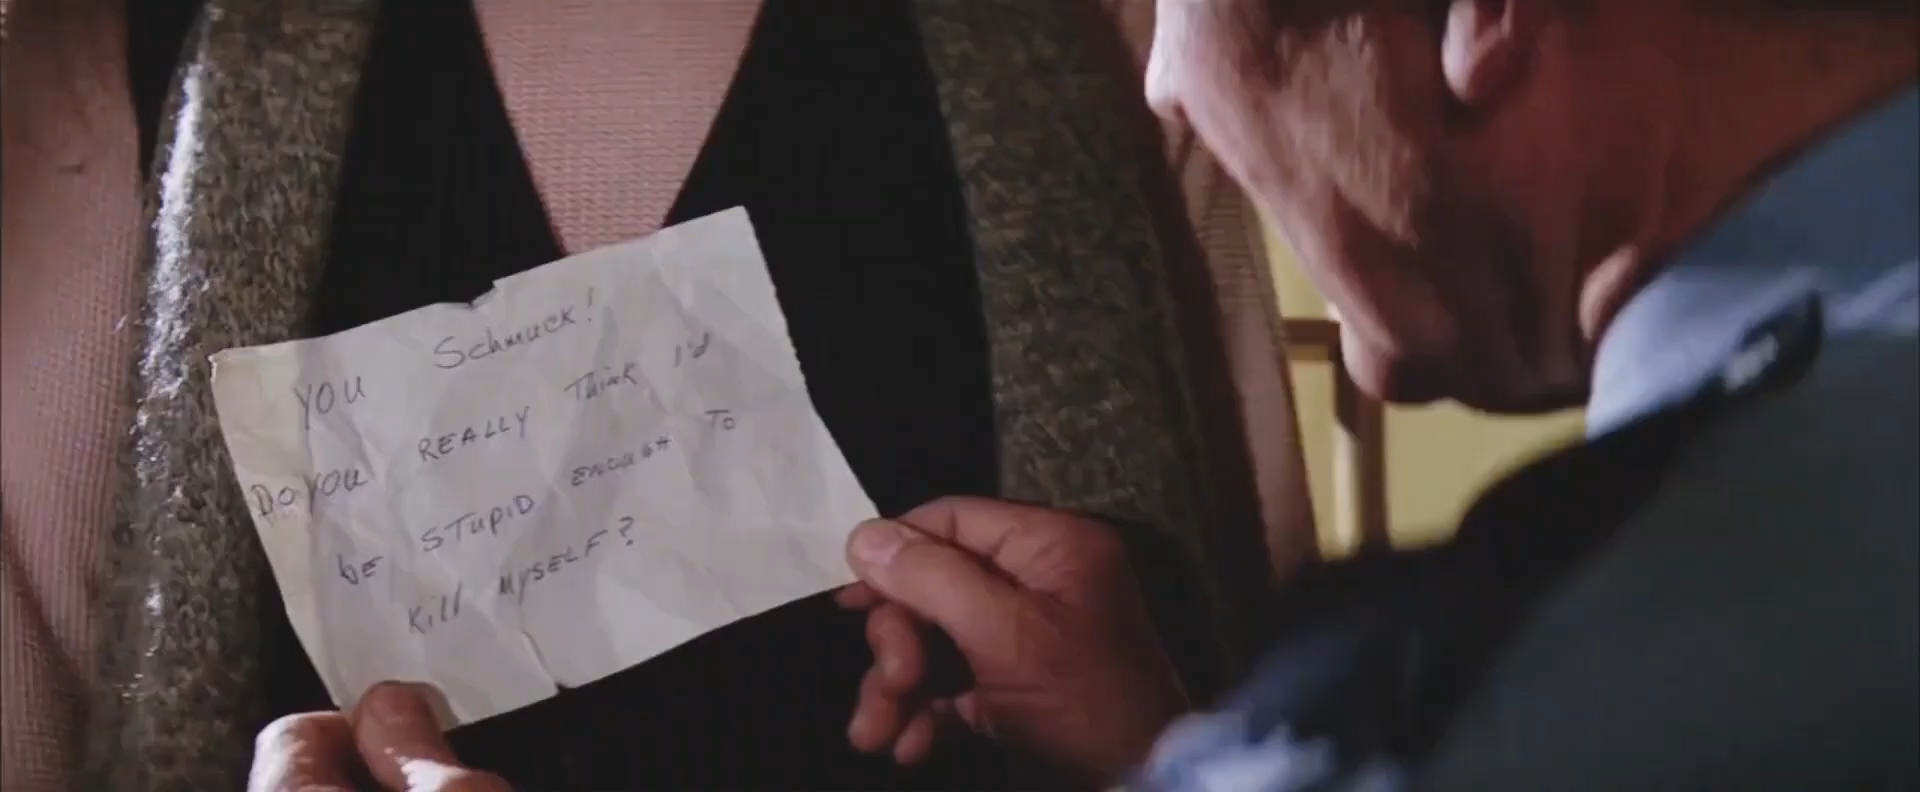 YOU Schmuck!
DO YOU REALLY Think I'd
bE STupiD ENOuGH To
Kill MYSELF?